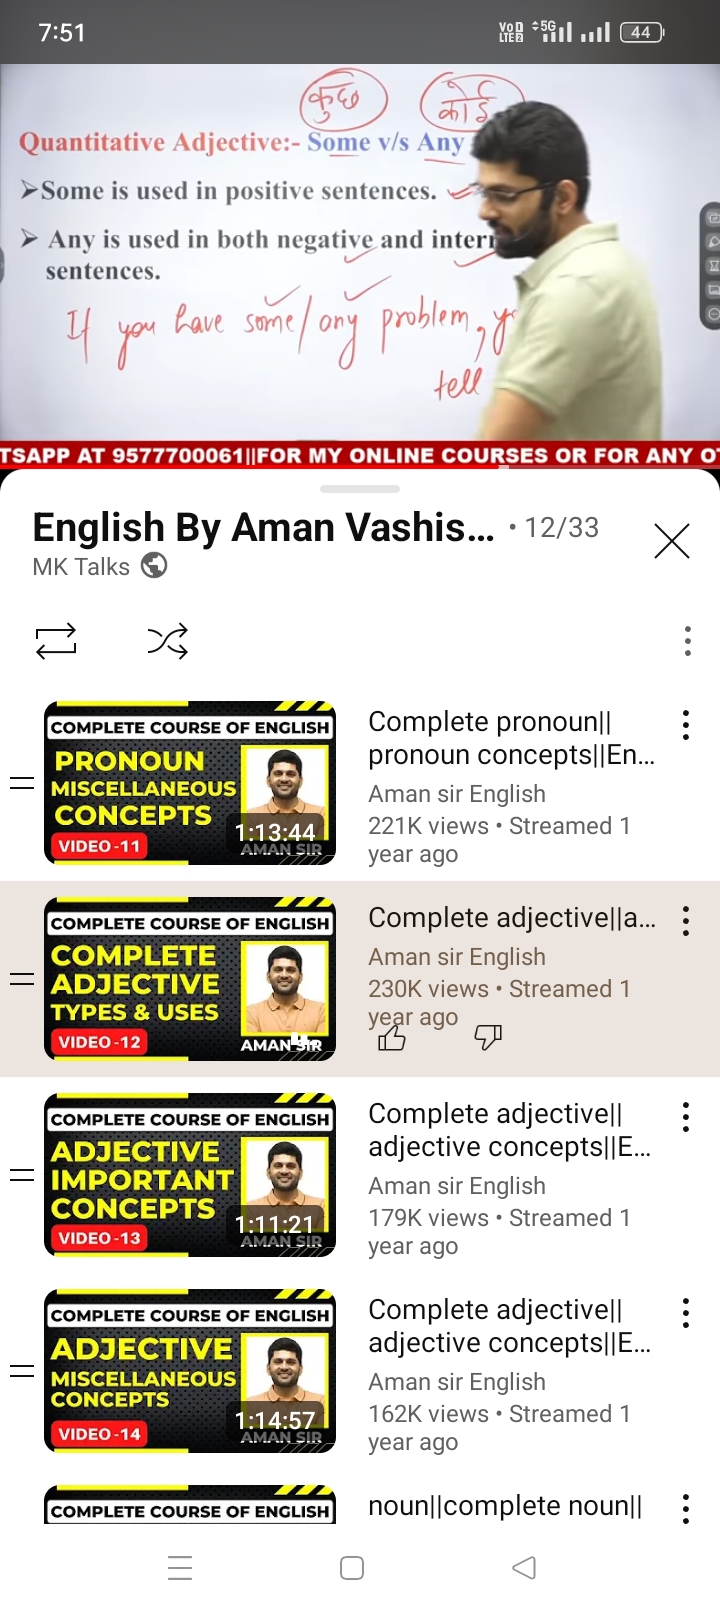 7:51
VoD
LTE2
5G
44
कुछ
कोई
Quantitative Adjective:- Some v/s Any
➤Some is used in positive sentences.
➤ Any is used in both negative and inter
sentences.
If you have some/any problem, y
tell
TSAPP AT 9577700061||FOR MY ONLINE COURSES OR FOR ANY
English By Aman Vashis... • 12/33
MK Talks
COMPLETE COURSE OF ENGLISH
PRONOUN
MISCELLANEOUS
CONCEPTS
1:13:44
VIDEO-11
AMAN SIR
Complete pronoun||
pronoun concepts||En...
Aman sir English
221K views • Streamed 1
year ago
COMPLETE COURSE OF ENGLISH
COMPLETE
ADJECTIVE
TYPES & USES
VIDEO-12
AMAN SIR
Complete adjective||a...
Aman sir English
230K views • Streamed 1
year ago
COMPLETE COURSE OF ENGLISH
ADJECTIVE
IMPORTANT
CONCEPTS
1:11:21
VIDEO-13
AMAN SIR
Complete adjective||
adjective concepts||E...
Aman sir English
179K views • Streamed 1
year ago
COMPLETE COURSE OF ENGLISH
ADJECTIVE
MISCELLANEOUS
CONCEPTS
1:14:57
VIDEO-14
AMAN SIR
Complete adjective||
adjective concepts||E...
Aman sir English
162K views • Streamed 1
year ago
COMPLETE COURSE OF ENGLISH
noun||complete noun||